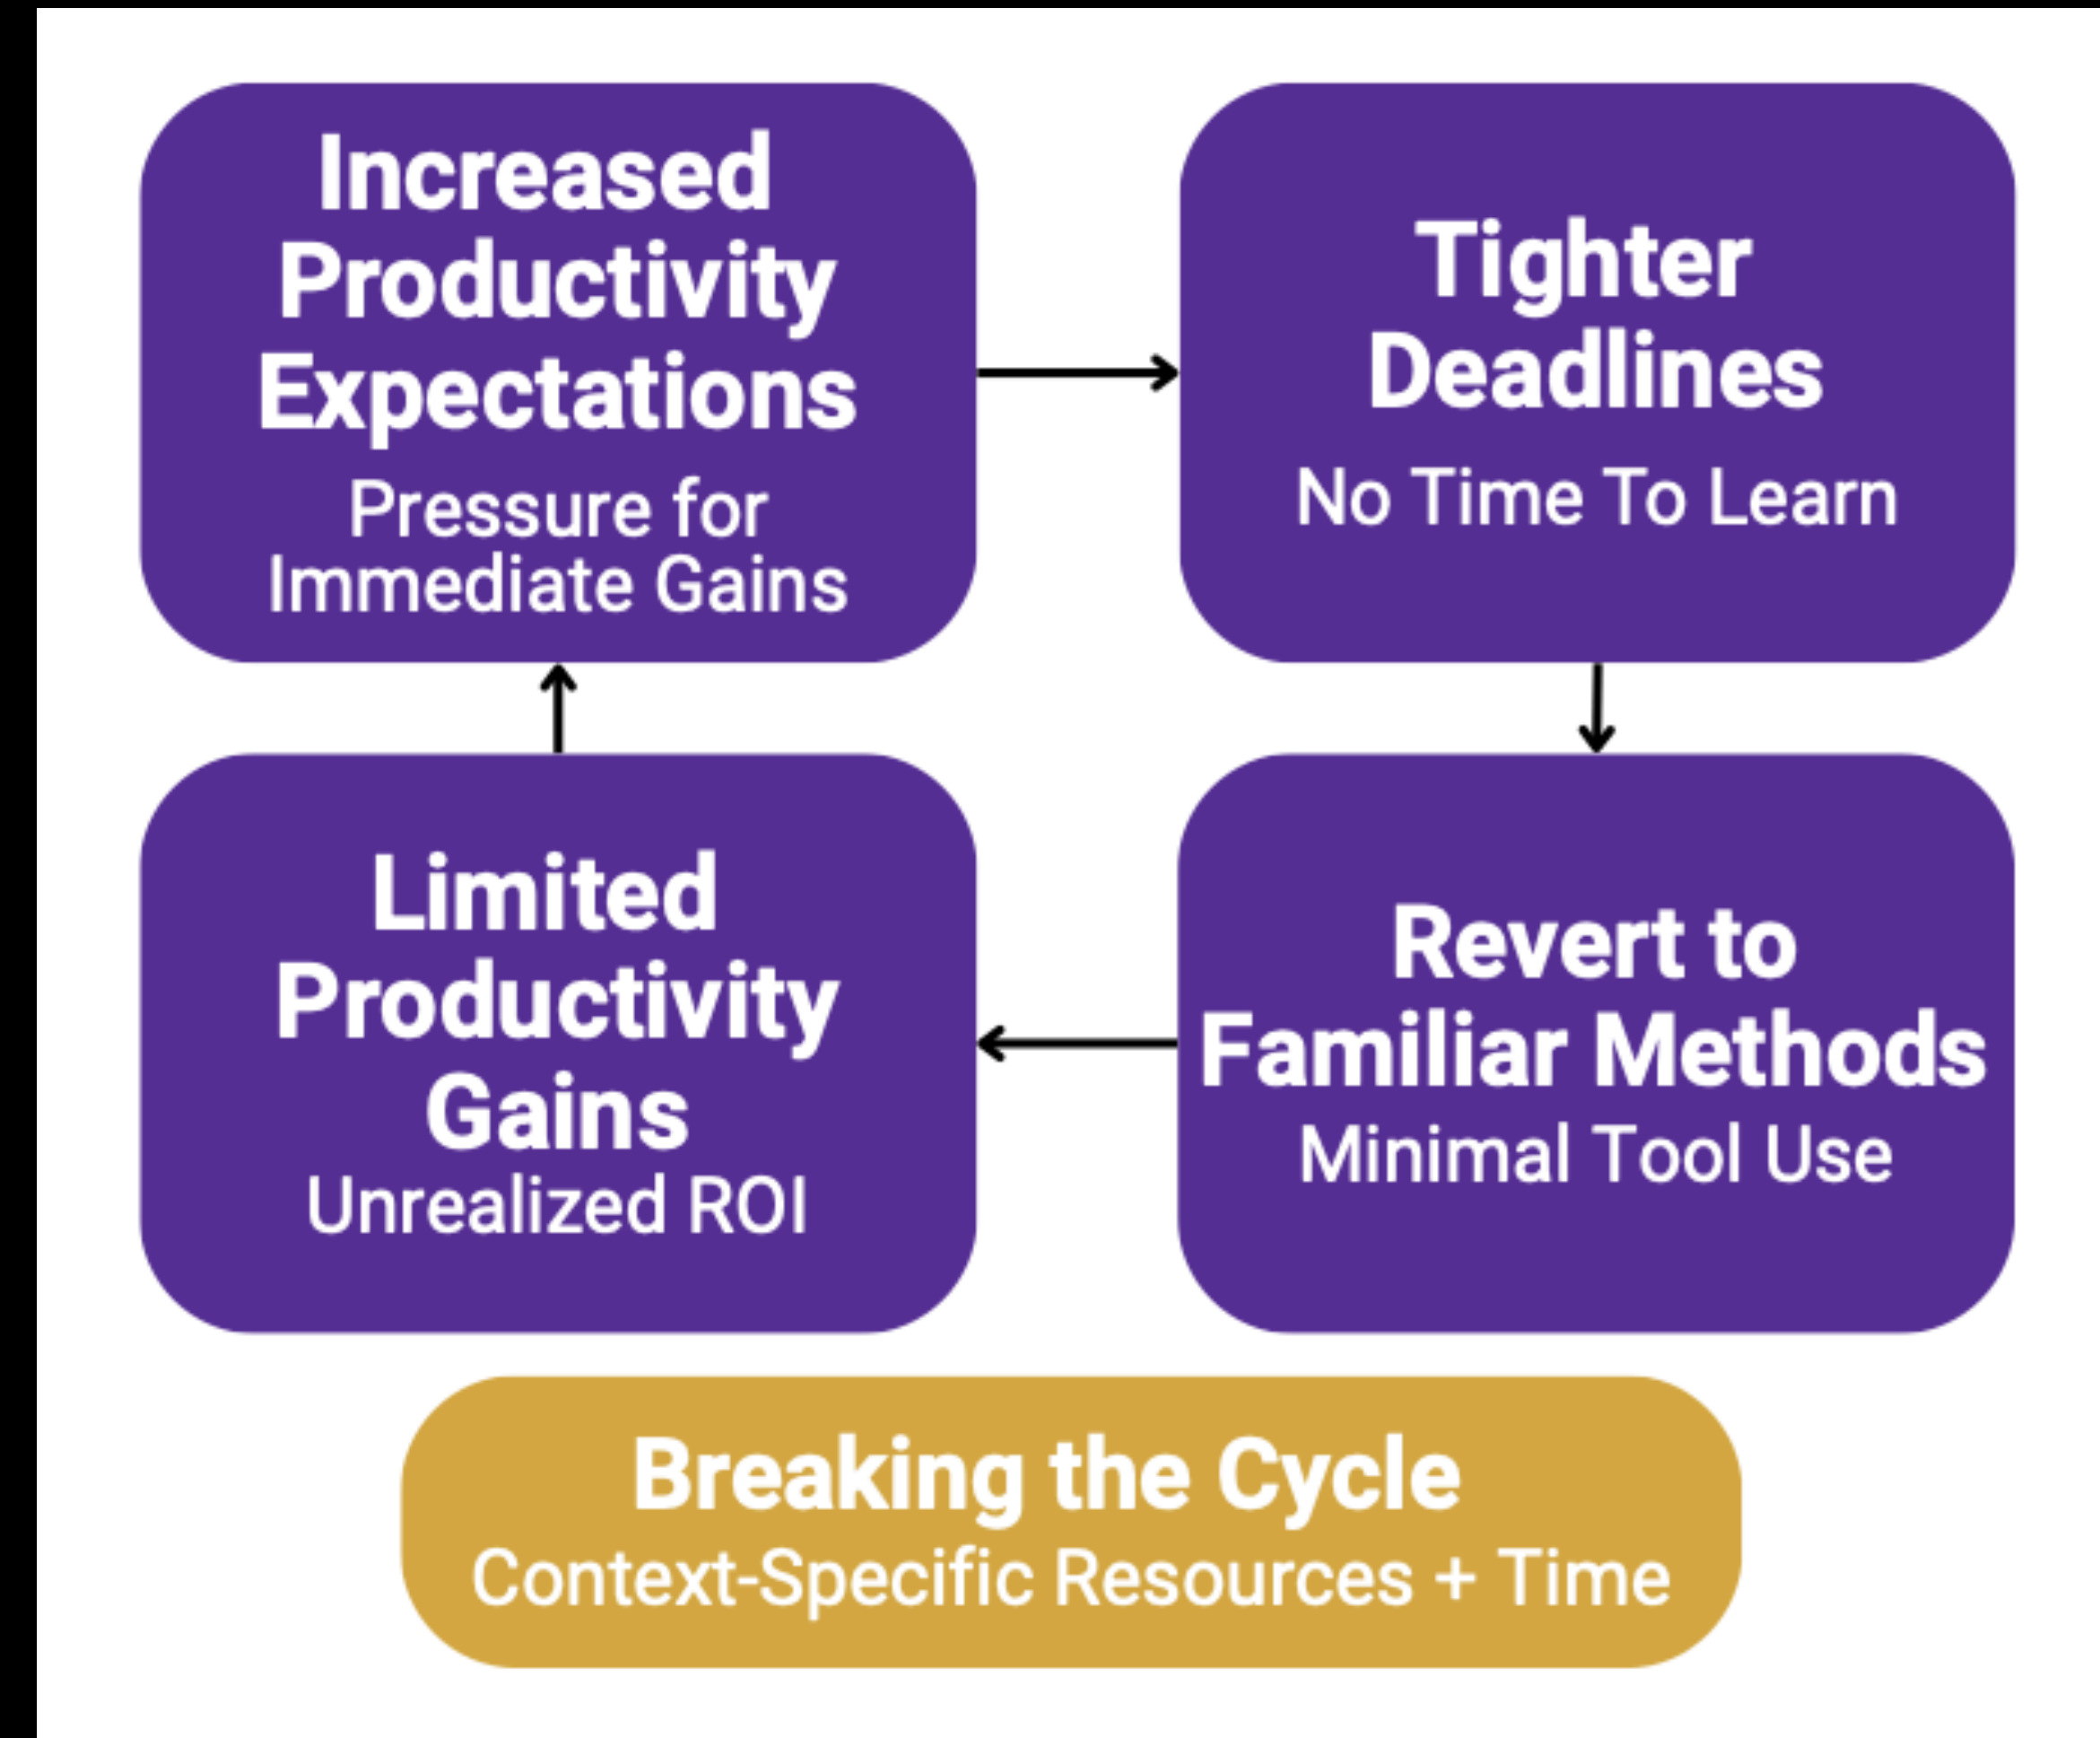 Increased
Productivity
Expectations
Pressure for
Immediate Gains
Tighter
Deadlines
No Time To Learn
Limited
Productivity
Gains
Unrealized ROI
Revert to
Familiar Methods
Minimal Tool Use
Breaking the Cycle
Context-Specific Resources + Time